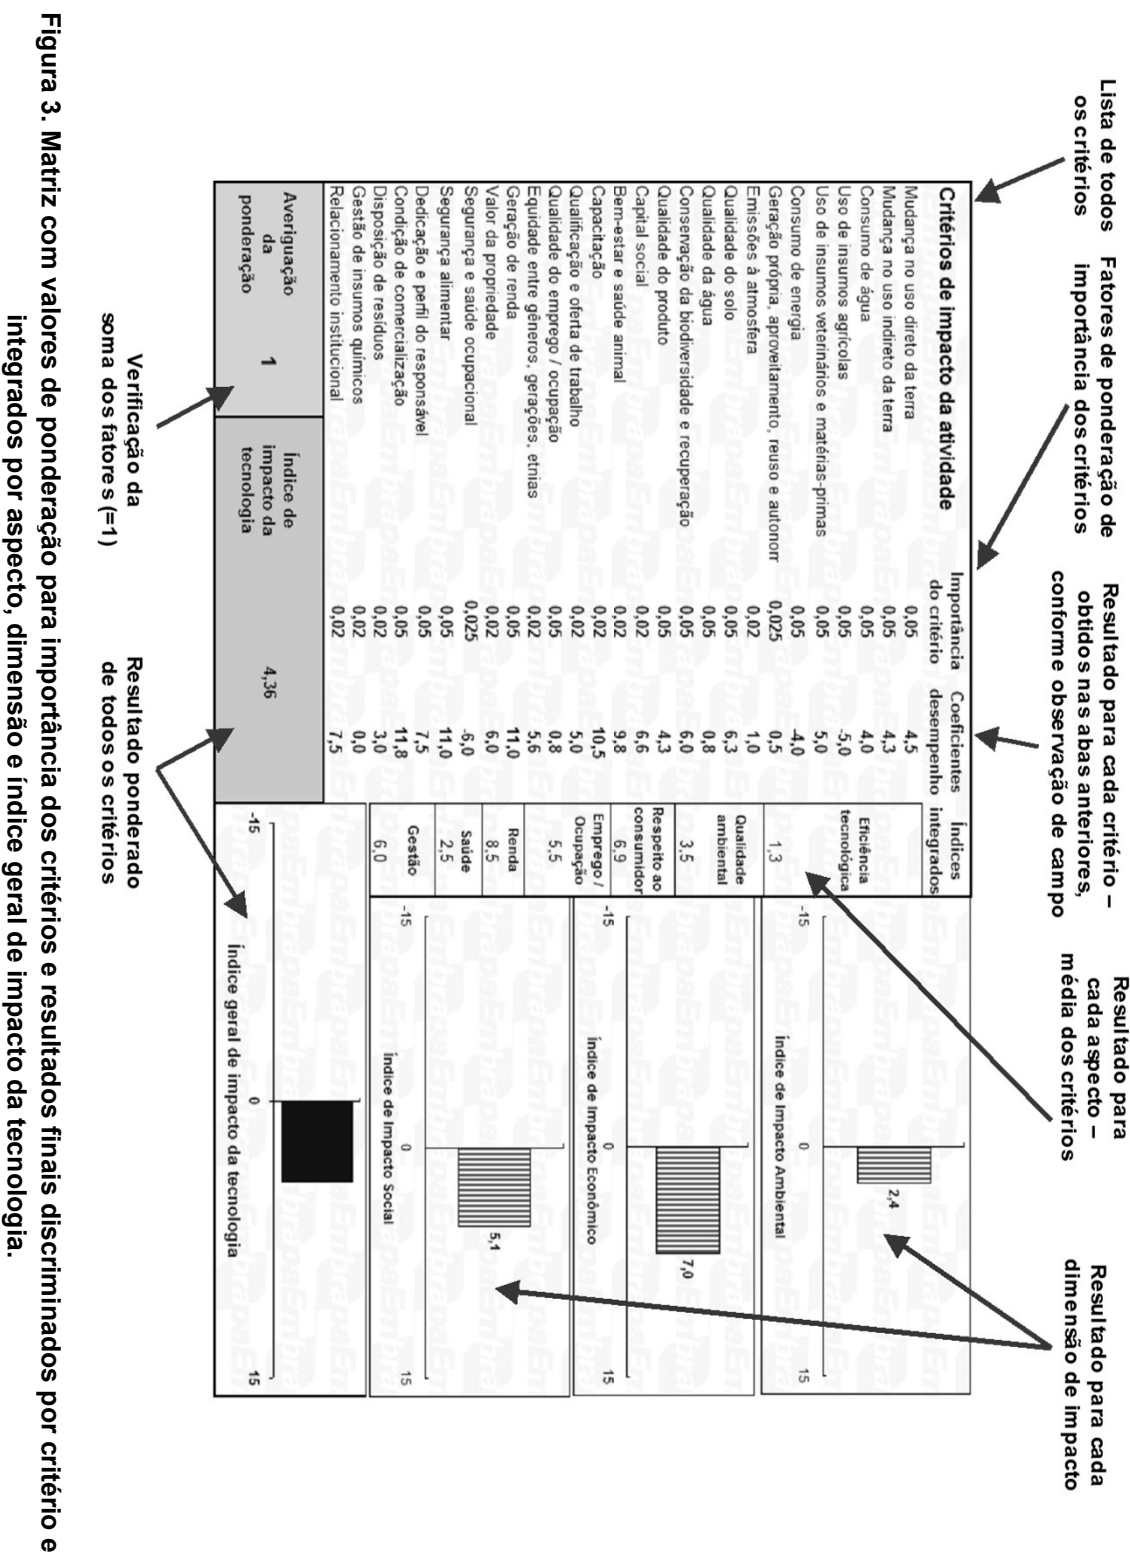 Lista de todos
os critérios
Fatores de ponderação de
importância dos critérios
Resultado para cada critério –
obtidos nas abas anteriores,
conforme observação de campo
Resultado para
cada aspecto –
média dos critérios
Resultado para cada
dimensão de impacto
Critérios de impacto da atividade
Importância
do critério
Coeficientes
desempenho
Índices
integrados
Mudança no uso direto da terra 0,05 4,5
Mudança no uso indireto da terra 0,05 4,3
Consumo de água 0,05 4,0
Uso de insumos agrícolas 0,05 -5,0
Uso de insumos veterinários e matérias-primas 0,05 5,0
Consumo de energia 0,05 -4,0
Geração própria, aproveitamento, reuso e autonom 0,025 0,5
Emissões à atmosfera 0,02 1,0
Qualidade do solo 0,05 6,3
Qualidade da água 0,05 0,8
Conservação da biodiversidade e recuperação 0,05 6,0
Qualidade do produto 0,05 4,3
Capital social 0,02 6,6
Bem-estar e saúde animal 0,02 9,8
Capacitação 0,02 10,5
Qualificação e oferta de trabalho 0,02 5,0
Qualidade do emprego / ocupação 0,02 0,8
Equidade entre gêneros, gerações, etnias 0,02 5,6
Geração de renda 0,05 11,0
Valor da propriedade 0,02 6,0
Segurança e saúde ocupacional 0,025 -6,0
Segurança alimentar 0,05 11,0
Dedicação e perfil do responsável 0,05 7,5
Condição de comercialização 0,05 11,8
Disposição de resíduos 0,02 3,0
Gestão de insumos químicos 0,02 0,0
Relacionamento institucional 0,02 7,5
Eficiência
tecnológica
1,3
Qualidade
ambiental
3,5
Respeito ao
consumidor
6,9
Emprego /
Ocupação
5,5
Renda
8,5
Saúde
2,5
Gestão
6,0
2,4
-15 0 15
Índice de Impacto Ambiental
7,0
-15 0 15
Índice de Impacto Econômico
5,1
-15 0 15
Índice de Impacto Social
Averiguação
da
ponderação
1
Índice de
impacto da
tecnologia
4,36
-15 0 15
Índice geral de impacto da tecnologia
Verificação da
soma dos fatores (=1)
Resultado ponderado
de todos os critérios
Figura 3. Matriz com valores de ponderação para importância dos critérios e resultados finais discriminados por critério e
integrados por aspecto, dimensão e índice geral de impacto da tecnologia.